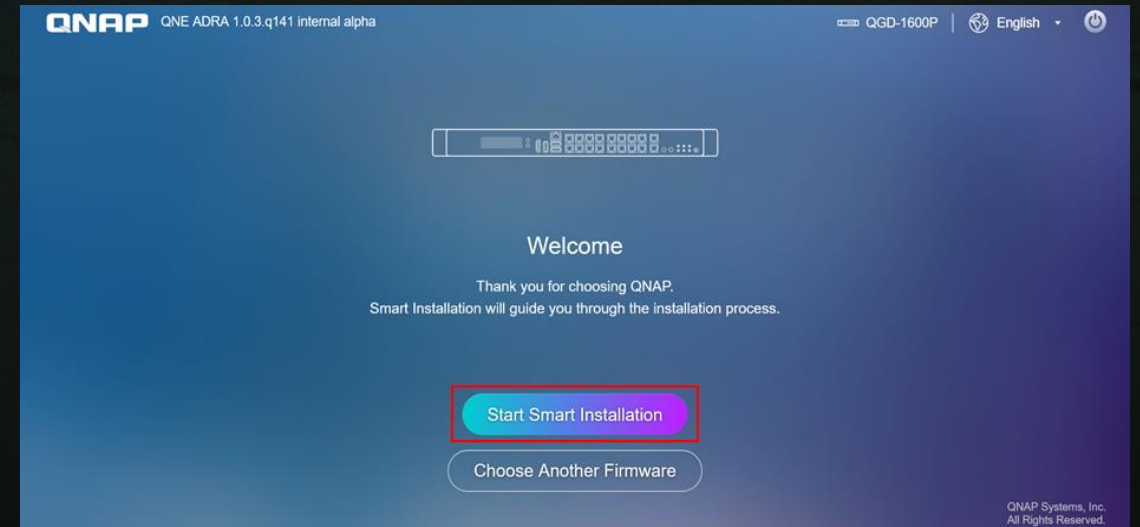 QNAP QNE ADRA 1.0.3.q141 internal alpha QGD-1600P English
Welcome
Thank you for choosing QNAP.
Smart Installation will guide you through the installation process.
Start Smart Installation
Choose Another Firmware
QNAP Systems, Inc.
All Rights Reserved.